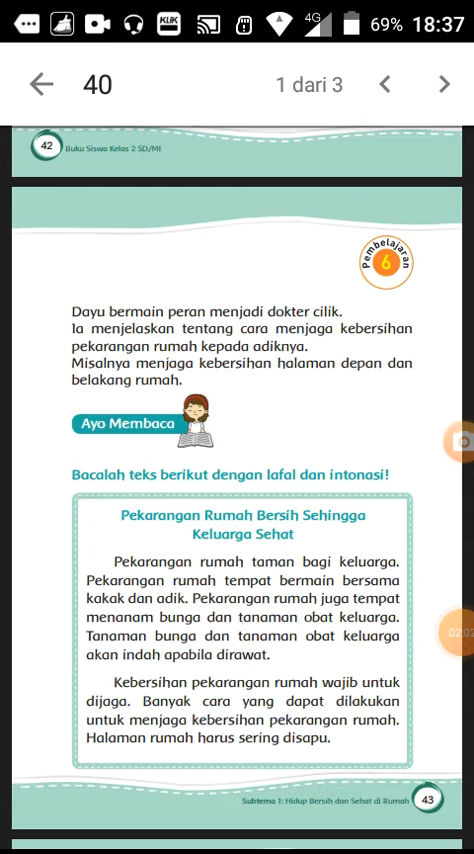 KLIK
4G
69% 18:37
40
1 dari 3
42
Buku Siswa Kelas 2 SD/MI
Pembelajaran
6
Dayu bermain peran menjadi dokter cilik.
Ia menjelaskan tentang cara menjaga kebersihan
pekarangan rumah kepada adiknya.
Misalnya menjaga kebersihan halaman depan dan
belakang rumah.
Ayo Membaca
Bacalah teks berikut dengan lafal dan intonasi!
Pekarangan Rumah Bersih Sehingga
Keluarga Sehat
Pekarangan rumah taman bagi keluarga.
Pekarangan rumah tempat bermain bersama
kakak dan adik. Pekarangan rumah juga tempat
menanam bunga dan tanaman obat keluarga.
Tanaman bunga dan tanaman obat keluarga
akan indah apabila dirawat.
Kebersihan pekarangan rumah wajib untuk
dijaga. Banyak cara yang dapat dilakukan
untuk menjaga kebersihan pekarangan rumah.
Halaman rumah harus sering disapu.
02:02
Subtema 1: Hidup Bersih dan Sehat di Rumah
43